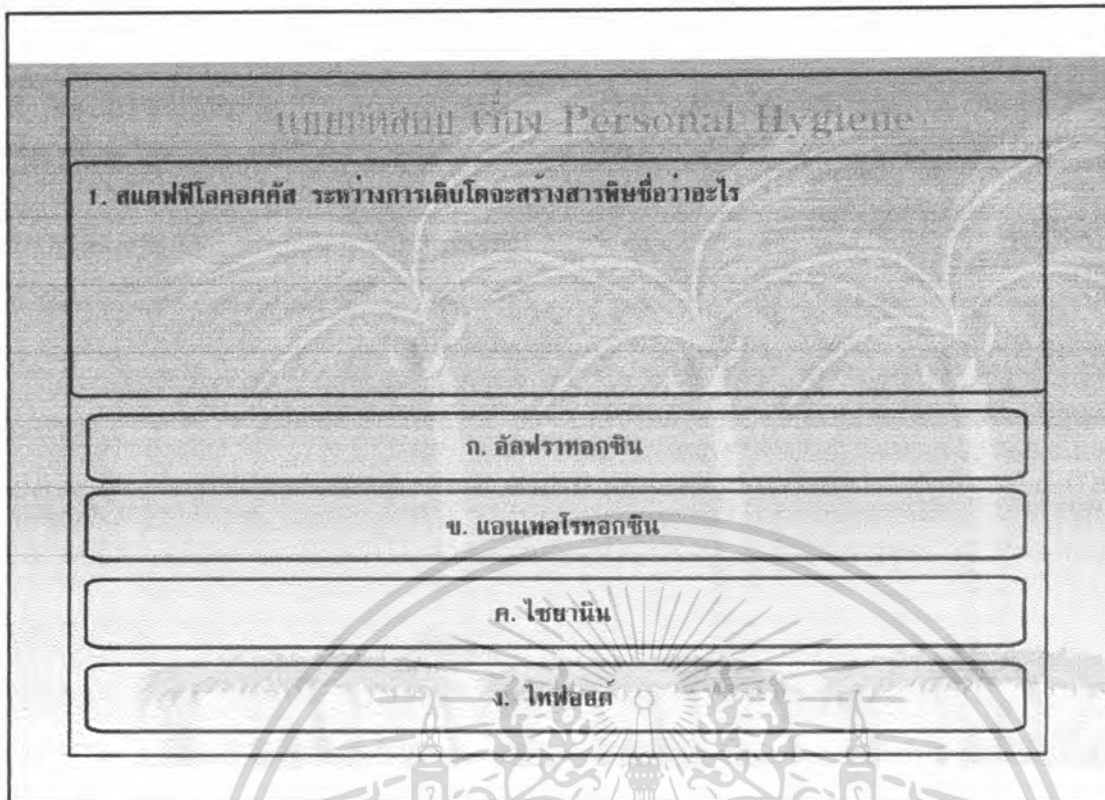 แบบทดสอบ เรื่อง Personal Hygiene
1. สแตฟฟีโลคอคคัส ระหว่างการเติบโตจะสร้างสารพิษชื่อว่าอะไร
ก. อัลฟราทอกซิน
ข. แอนเทอโรทอกซิน
ค. ไซยานิน
ง. ไทฟอยด์